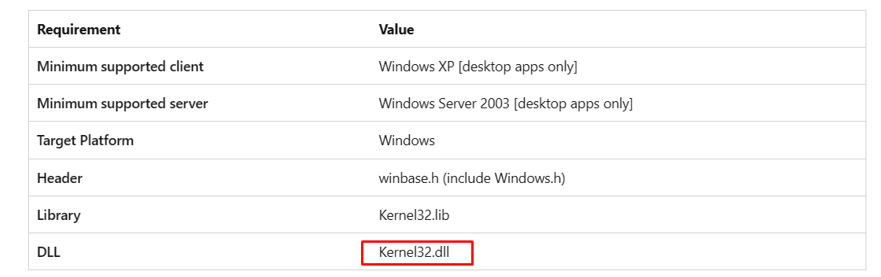 Requirement Value
Minimum supported client Windows XP [desktop apps only]
Minimum supported server Windows Server 2003 [desktop apps only]
Target Platform Windows
Header winbase.h (include Windows.h)
Library Kernel32.lib
DLL Kernel32.dll